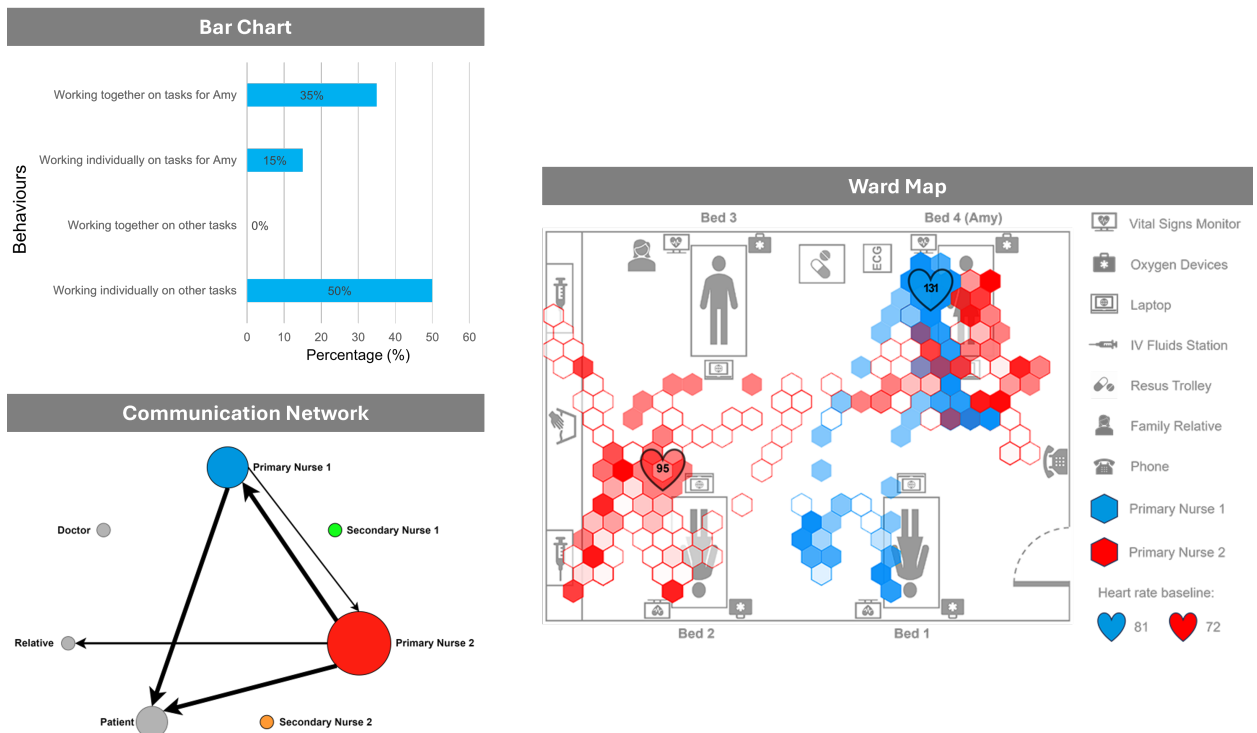 Bar Chart
Working together on tasks for Amy
35%
Working individually on tasks for Amy
15%
Working together on other tasks
0%
Working individually on other tasks
50%
Behaviours
0 10 20 30 40 50 60
Percentage (%)
Communication Network
Primary Nurse 1
Doctor
Secondary Nurse 1
Relative
Primary Nurse 2
Patient
Secondary Nurse 2
Ward Map
Bed 3
Bed 4 (Amy)
ECG
131
95
Bed 2
Bed 1
Vital Signs Monitor
Oxygen Devices
Laptop
IV Fluids Station
Resus Trolley
Family Relative
Phone
Primary Nurse 1
Primary Nurse 2
Heart rate baseline:
81 72